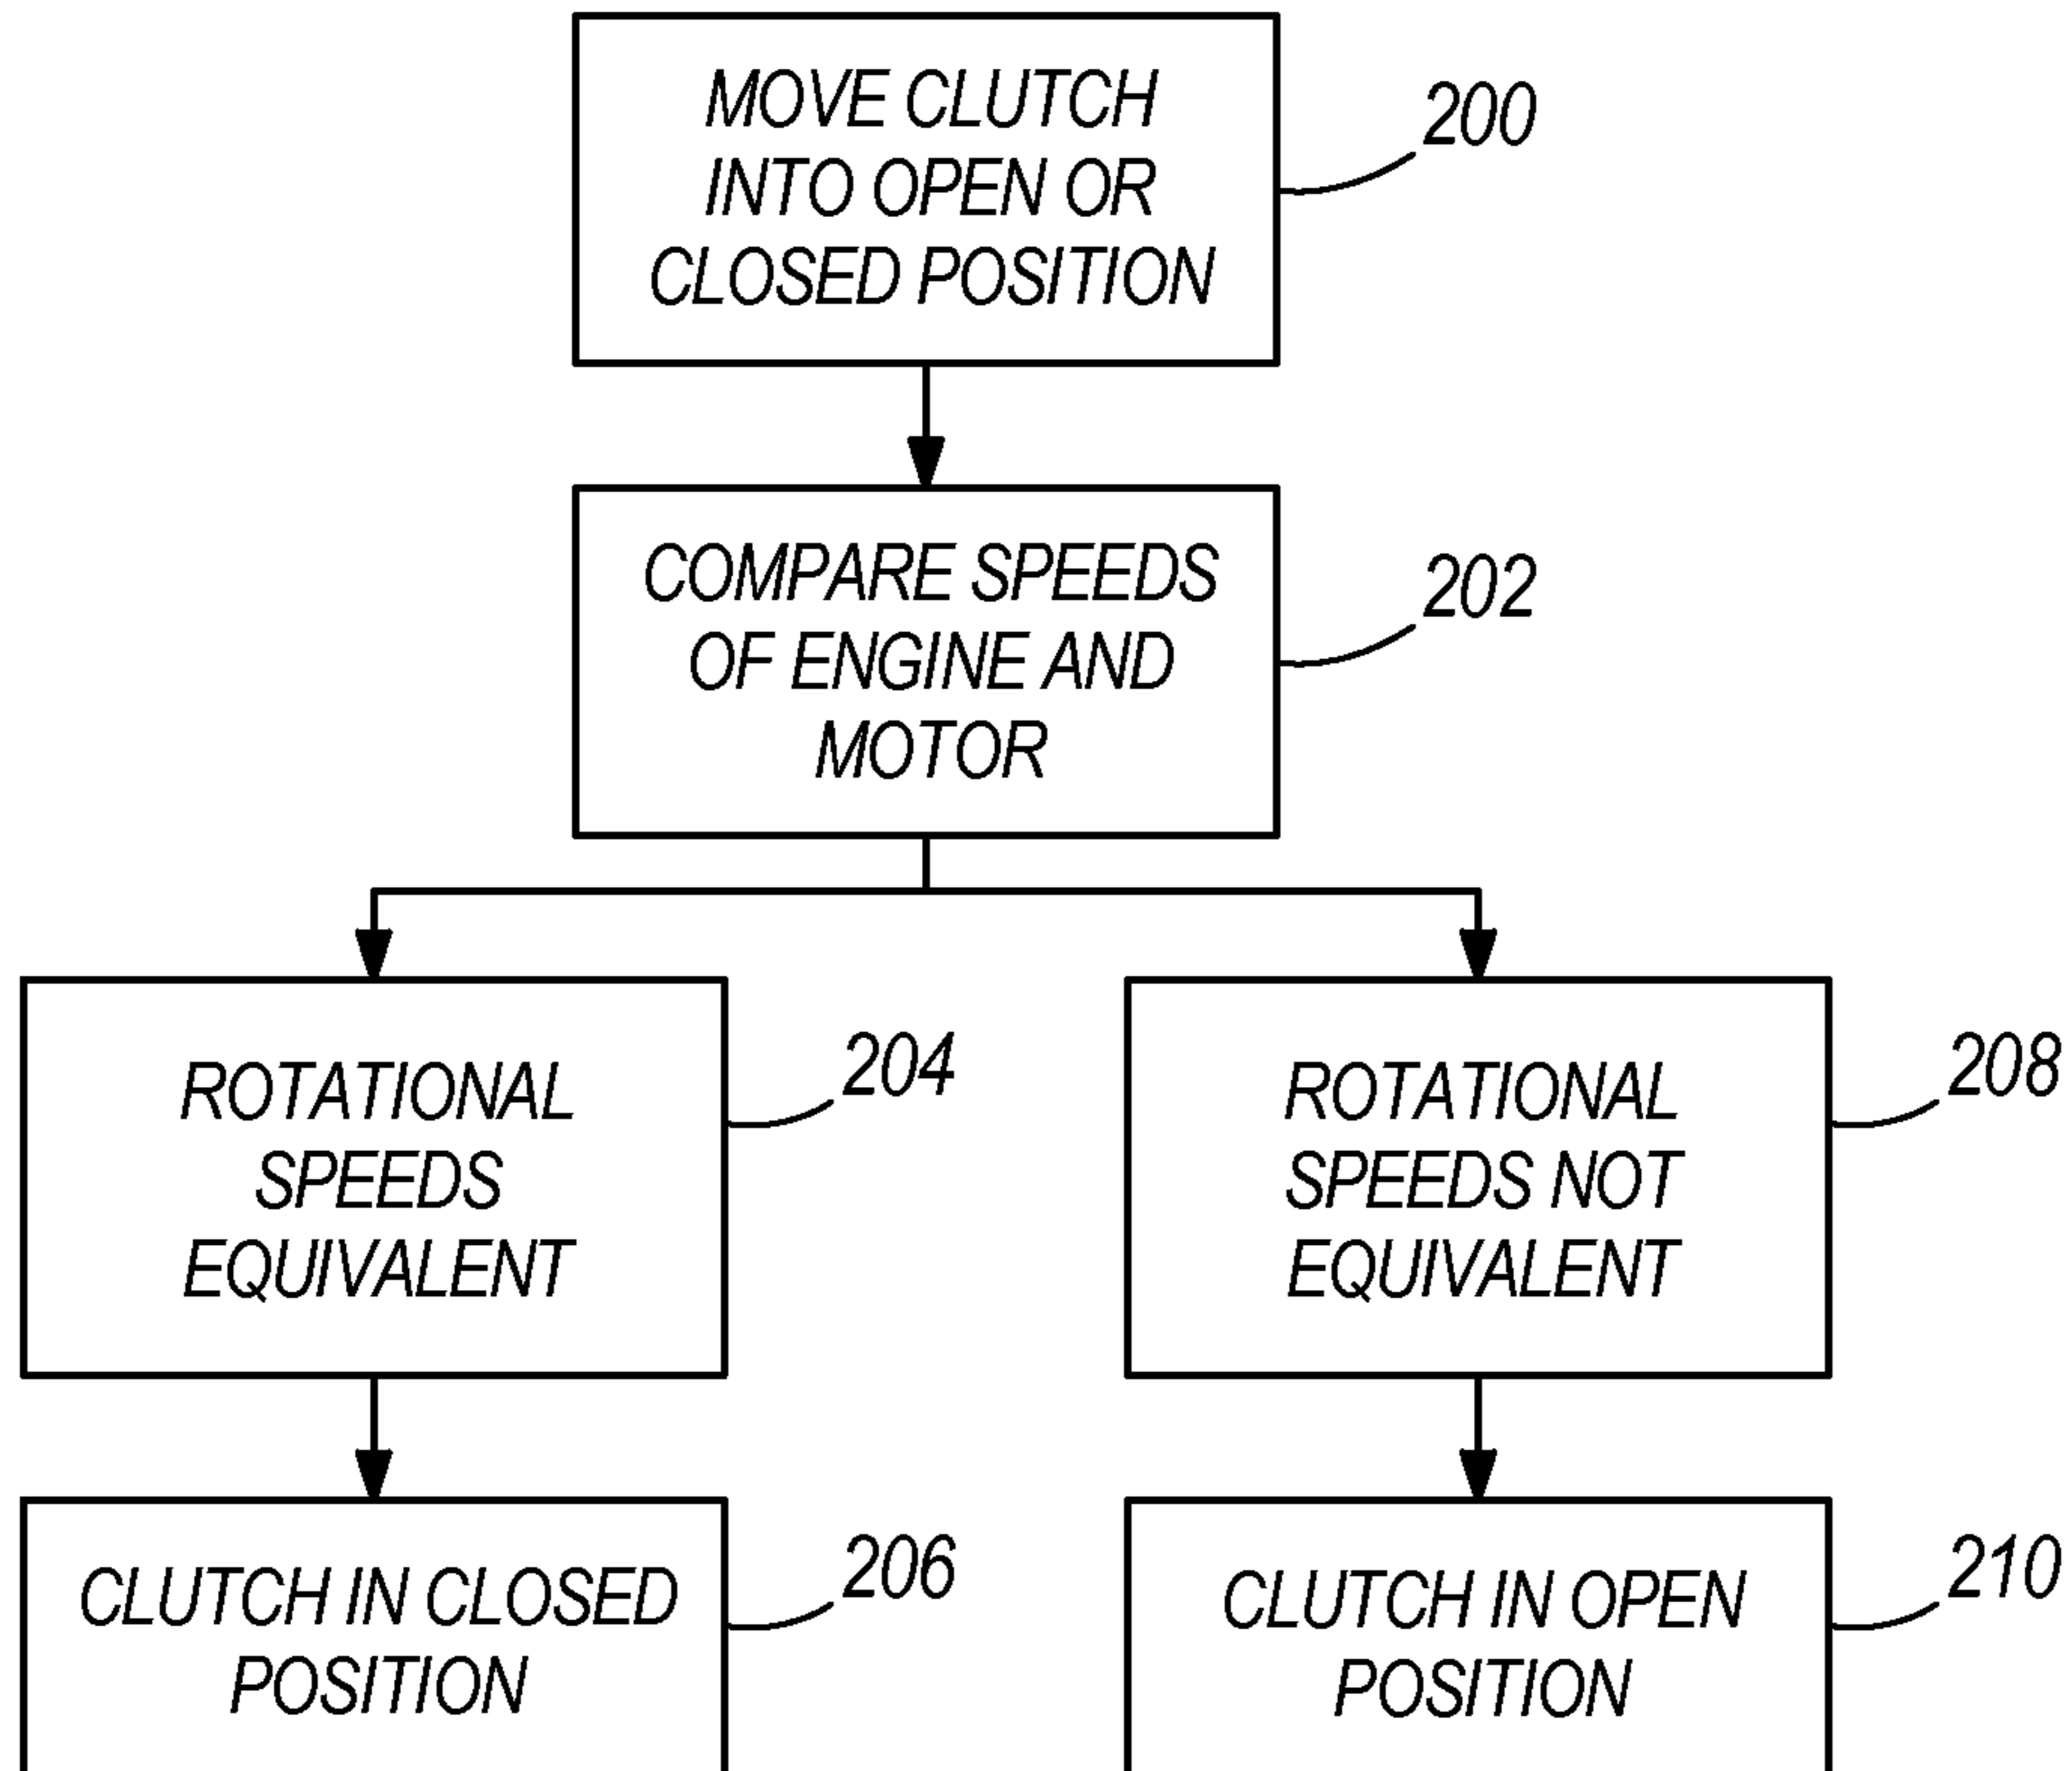 MOVE CLUTCH
INTO OPEN OR
CLOSED POSITION
200
COMPARE SPEEDS
OF ENGINE AND
MOTOR
202
ROTATIONAL
SPEEDS
EQUIVALENT
204
ROTATIONAL
SPEEDS NOT
EQUIVALENT
208
CLUTCH IN CLOSED
POSITION
206
CLUTCH IN OPEN
POSITION
210